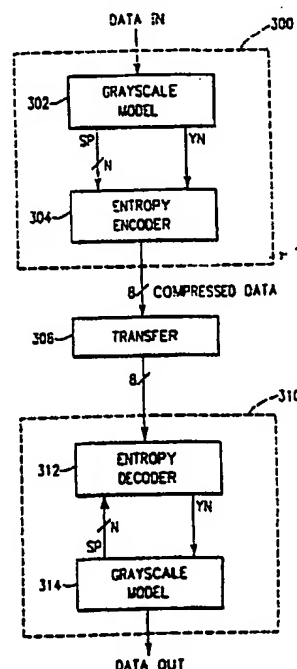 DATA IN
300
302
GRAYSCALE
MODEL
SP
N
YN
304
ENTROPY
ENCODER
8
COMPRESSED DATA
306
TRANSFER
8
310
312
ENTROPY
DECODER
SP
N
YN
314
GRAYSCALE
MODEL
DATA OUT